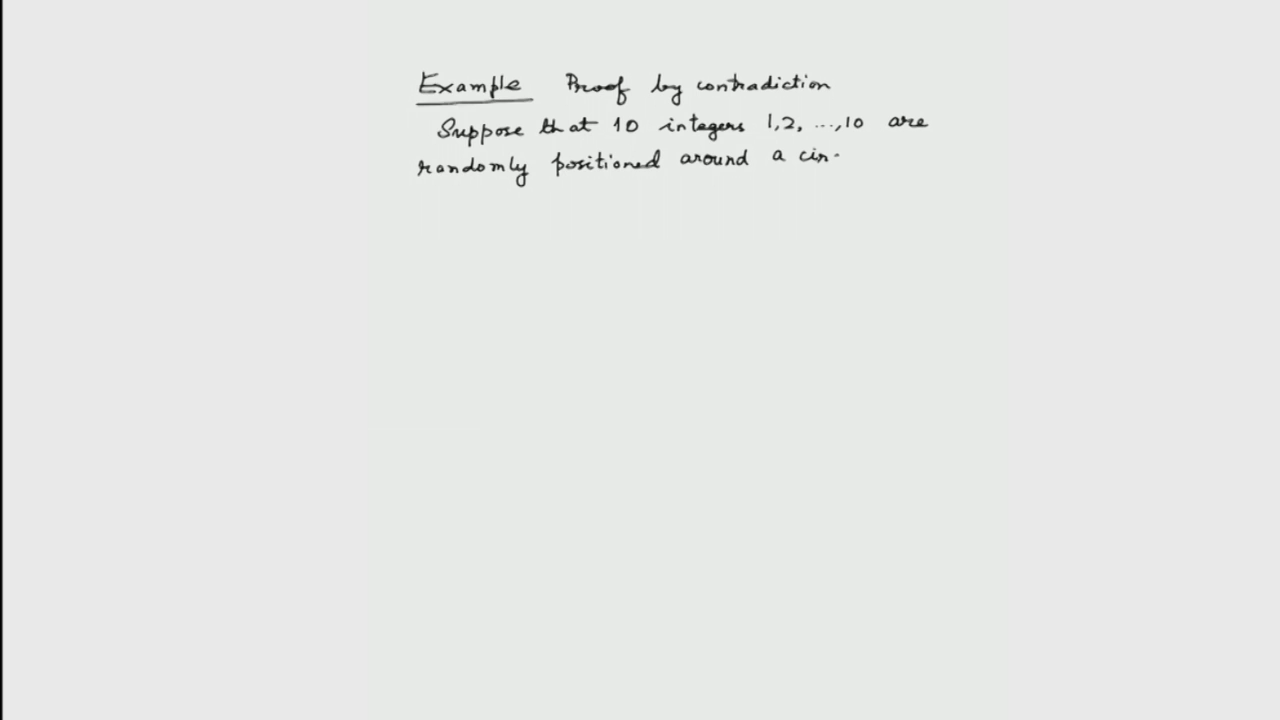 Example Proof by contradiction
Suppose that 10 integers 1,2, ...,10 are
randomly positioned around a cir